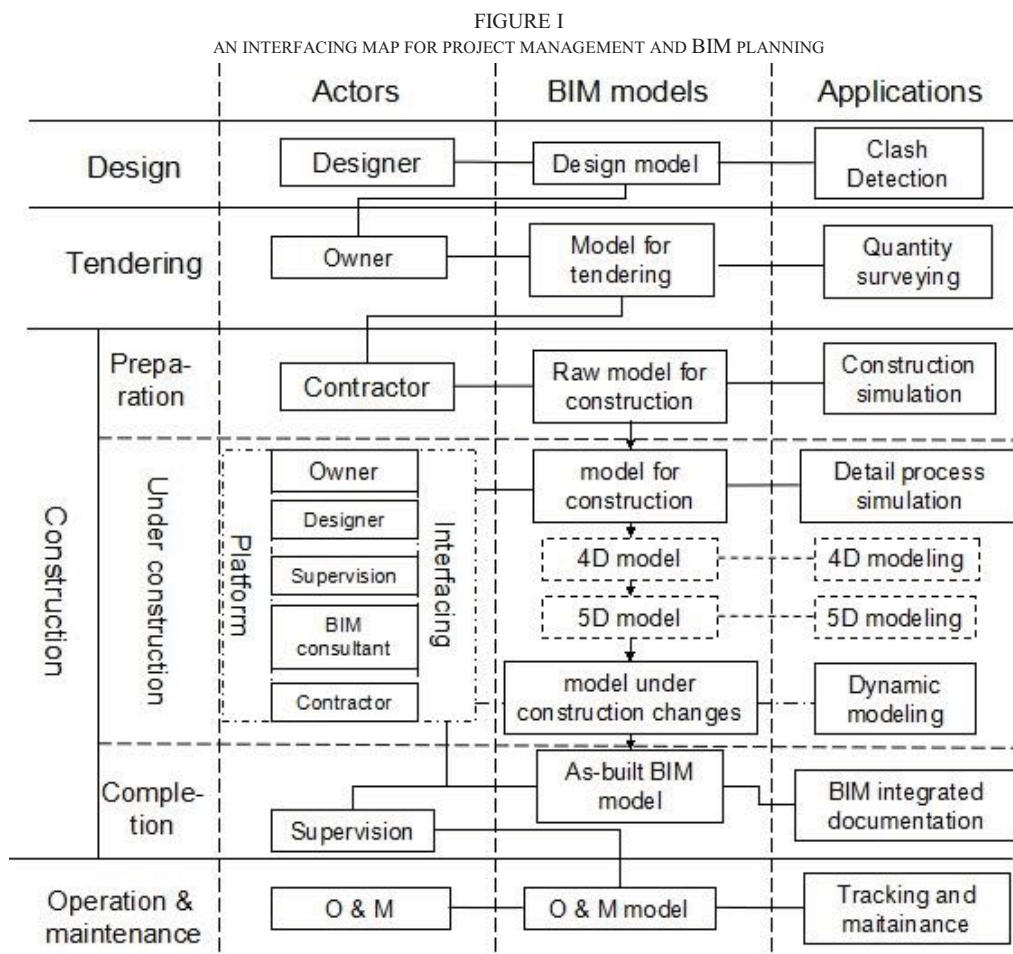 FIGURE I
AN INTERFACING MAP FOR PROJECT MANAGEMENT AND BIM PLANNING
Actors
BIM models
Applications
Design
Designer
Design model
Clash
Detection
Tendering
Owner
Model for
tendering
Quantity
surveying
Construction
Prepa-
ration
Contractor
Raw model for
construction
Construction
simulation
Under construction
Platform
Owner
Designer
Supervision
BIM
consultant
Contractor
Interfacing
model for
construction
Detail process
simulation
4D model
4D modeling
5D model
5D modeling
model under
construction changes
Dynamic
modeling
Comple-
tion
Supervision
As-built BIM
model
BIM integrated
documentation
Operation &
maintenance
O & M
O & M model
Tracking and
maitainance